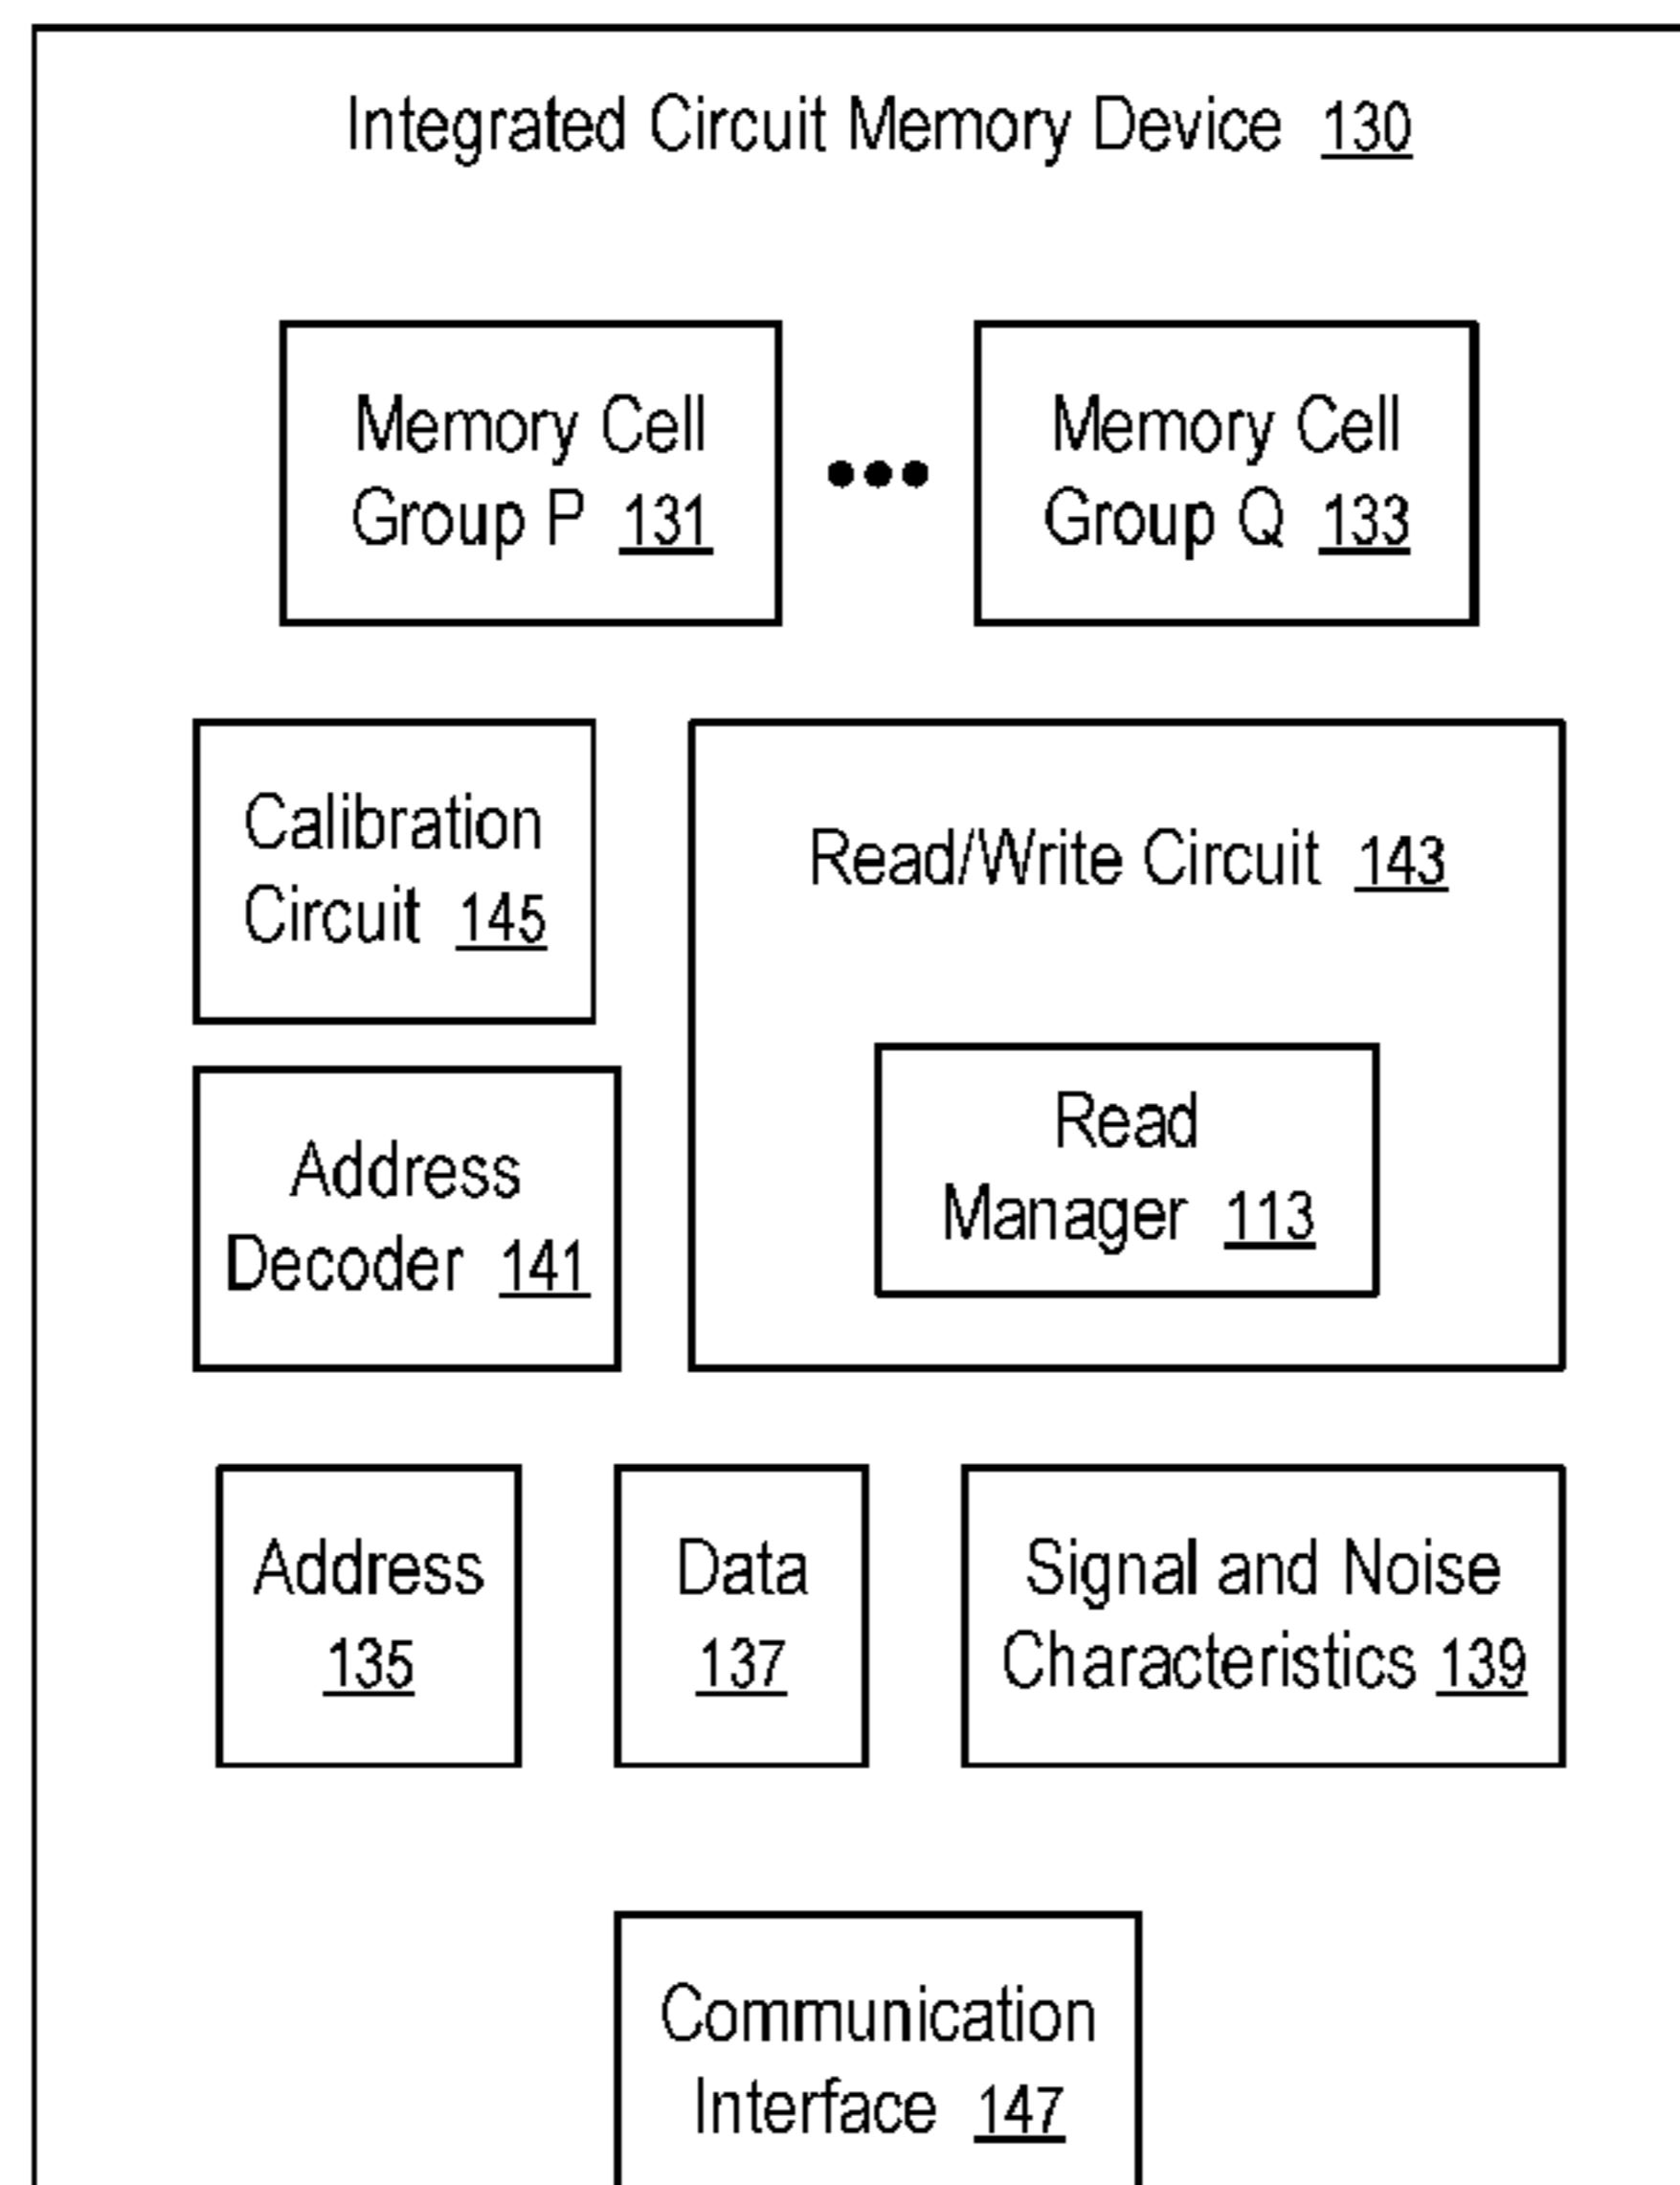 Integrated Circuit Memory Device 130
Memory Cell
Group P 131
Memory Cell
Group Q 133
Calibration
Circuit 145
Read/Write Circuit 143
Read
Manager 113
Address
Decoder 141
Address
135
Data
137
Signal and Noise
Characteristics 139
Communication
Interface 147